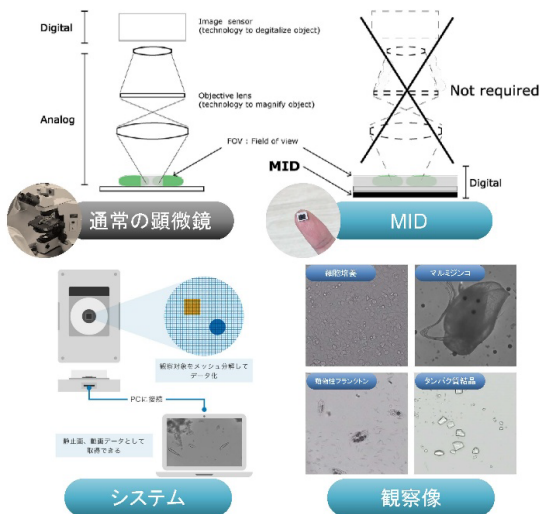 Digital
Image sensor
(technology to degitalize object)
Analog
Objective lens
(technology to magnify object)
FOV : Field of view
通常の顕微鏡
Not required
MID
Digital
MID
観察対象をメッシュ分解して
データ化
PCに接続
静止画、動画データとして
取得できる
システム
細胞培養
マルミジンコ
動物性プランクトン
タンパク質結晶
観察像